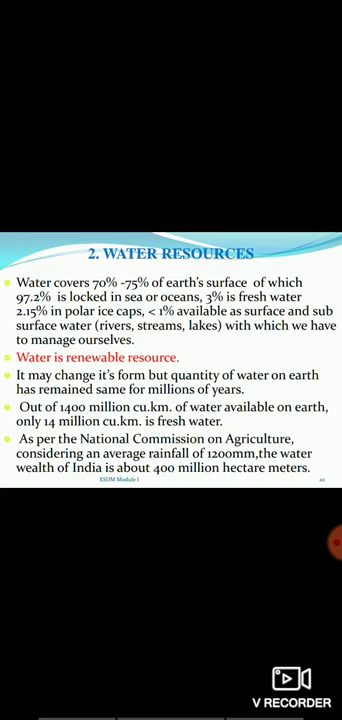 2. WATER RESOURCES
Water covers 70% -75% of earth's surface of which
97.2% is locked in sea or oceans, 3% is fresh water
2.15% in polar ice caps, < 1% available as surface and sub
surface water (rivers, streams, lakes) with which we have
to manage ourselves.
Water is renewable resource.
It may change it's form but quantity of water on earth
has remained same for millions of years.
Out of 1400 million cu.km. of water available on earth,
only 14 million cu.km. is fresh water.
As per the National Commission on Agriculture,
considering an average rainfall of 1200mm,the water
wealth of India is about 400 million hectare meters.
ESDM Module I
V RECORDER